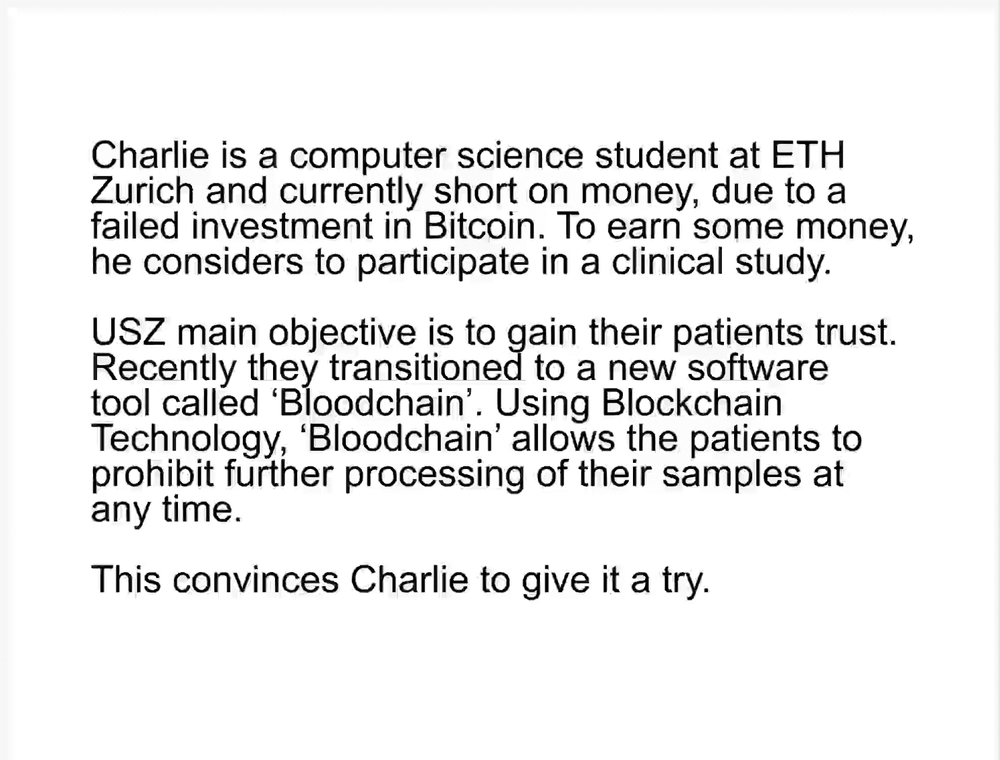 Charlie is a computer science student at ETH
Zurich and currently short on money, due to a
failed investment in Bitcoin. To earn some money,
he considers to participate in a clinical study.
USZ main objective is to gain their patients trust.
Recently they transitioned to a new software
tool called ‘Bloodchain’. Using Blockchain
Technology, ‘Bloodchain’ allows the patients to
prohibit further processing of their samples at
any time.
This convinces Charlie to give it a try.